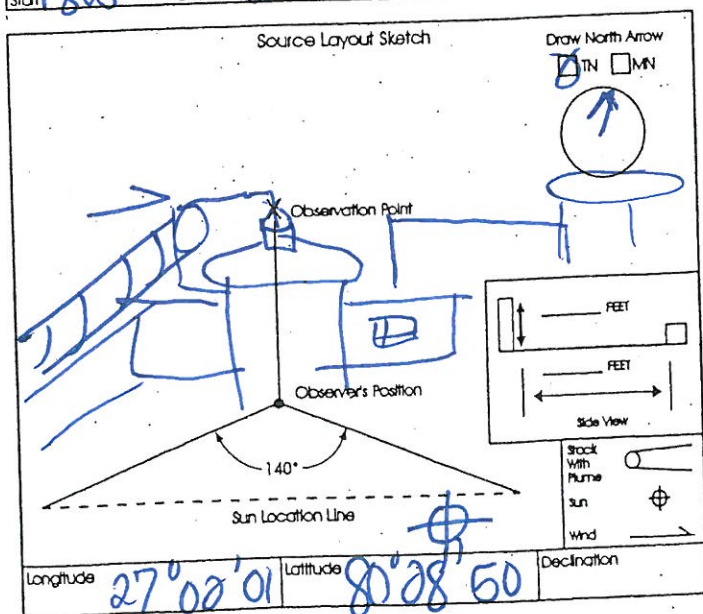 Source Layout Sketch
Draw North Arrow
TN MN
Observation Point
FEET
FEET
Side View
Observer's Position
140°
Sun Location Line
Stack
With
Plume
Sun
Wind
Longitude 27°02'01 Latitude 80°28'50 Declination